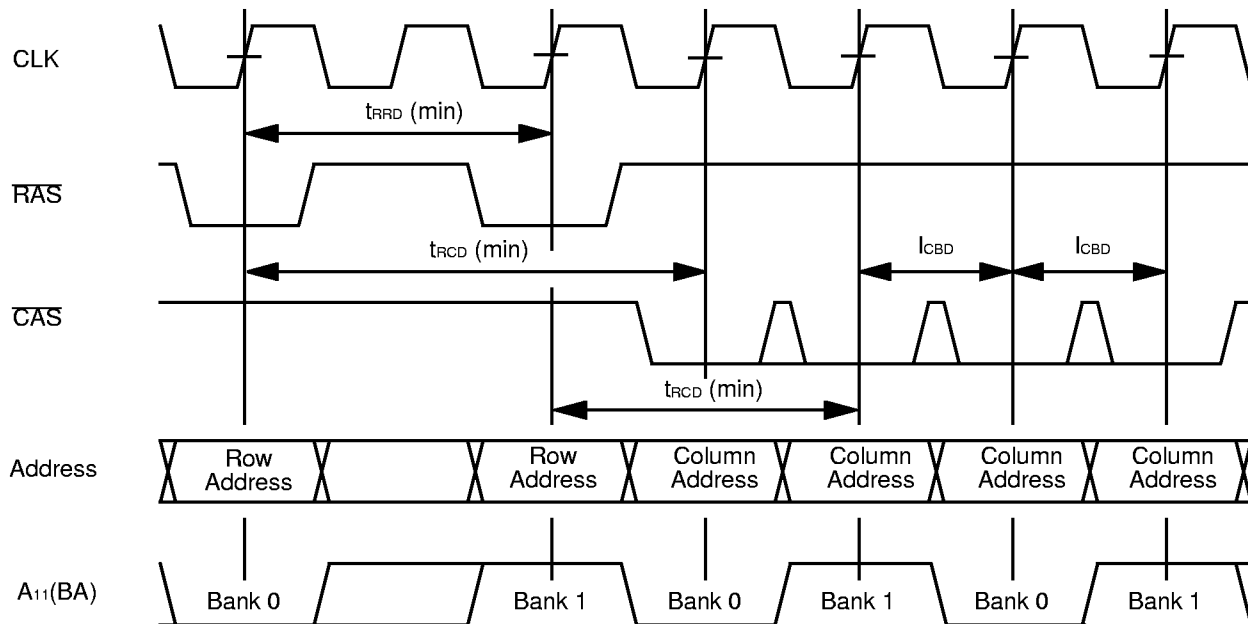 CLK
tRRD (min)
RAS
tRCD (min)
ICBD
ICBD
CAS
tRCD (min)
Address
Row
Address
Row
Address
Column
Address
Column
Address
Column
Address
Column
Address
A11(BA)
Bank 0
Bank 1
Bank 0
Bank 1
Bank 0
Bank 1